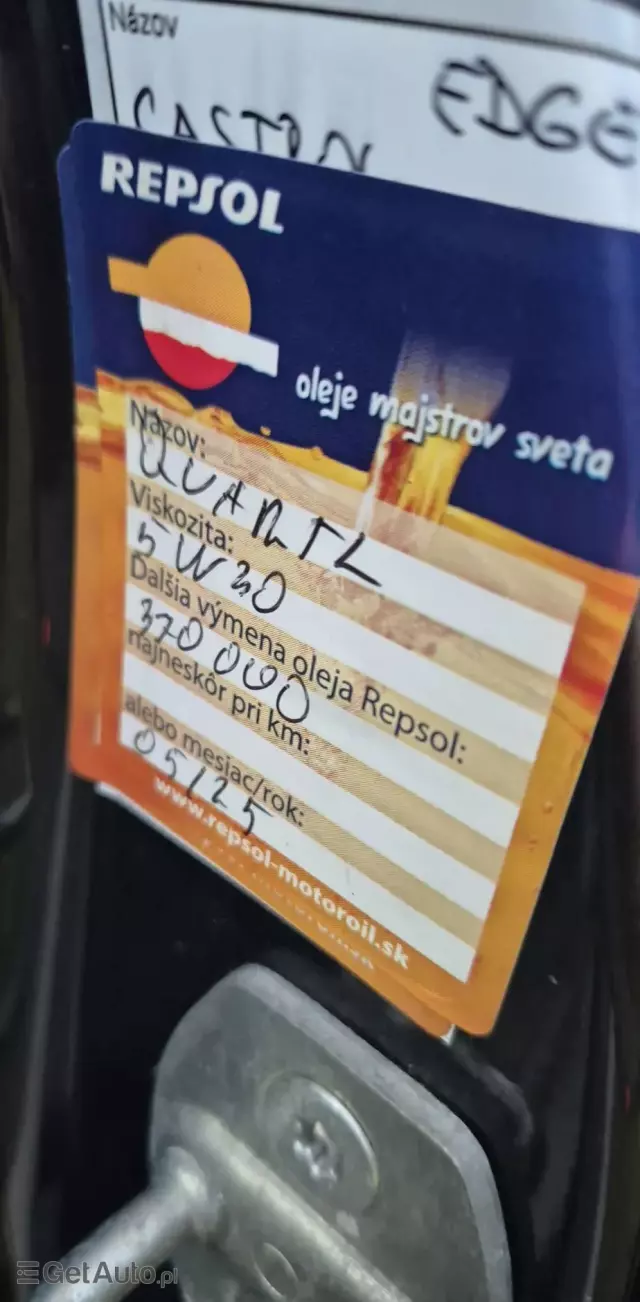 Názov
EDGE
REPSOL
oleje majstrov sveta
Názov:
QUARTZ
Viskozita:
5W30
Ďalšia výmena oleja Repsol:
370 000
najneskôr pri km:
alebo mesiac/rok:
05/25
www.repsol-motoroil.sk
GetAuto.pl